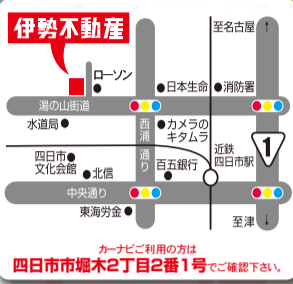 伊勢不動産
至名古屋
↑
ローソン
日本生命
消防署
湯の山街道
水道局
西浦通り
カメラの
キタムラ
近鉄
四日市駅
1
四日市
文化会館
北信
百五銀行
中央通り
東海労金
至津
↓
カーナビご利用の方は
四日市市堀木2丁目2番1号でご確認下さい。